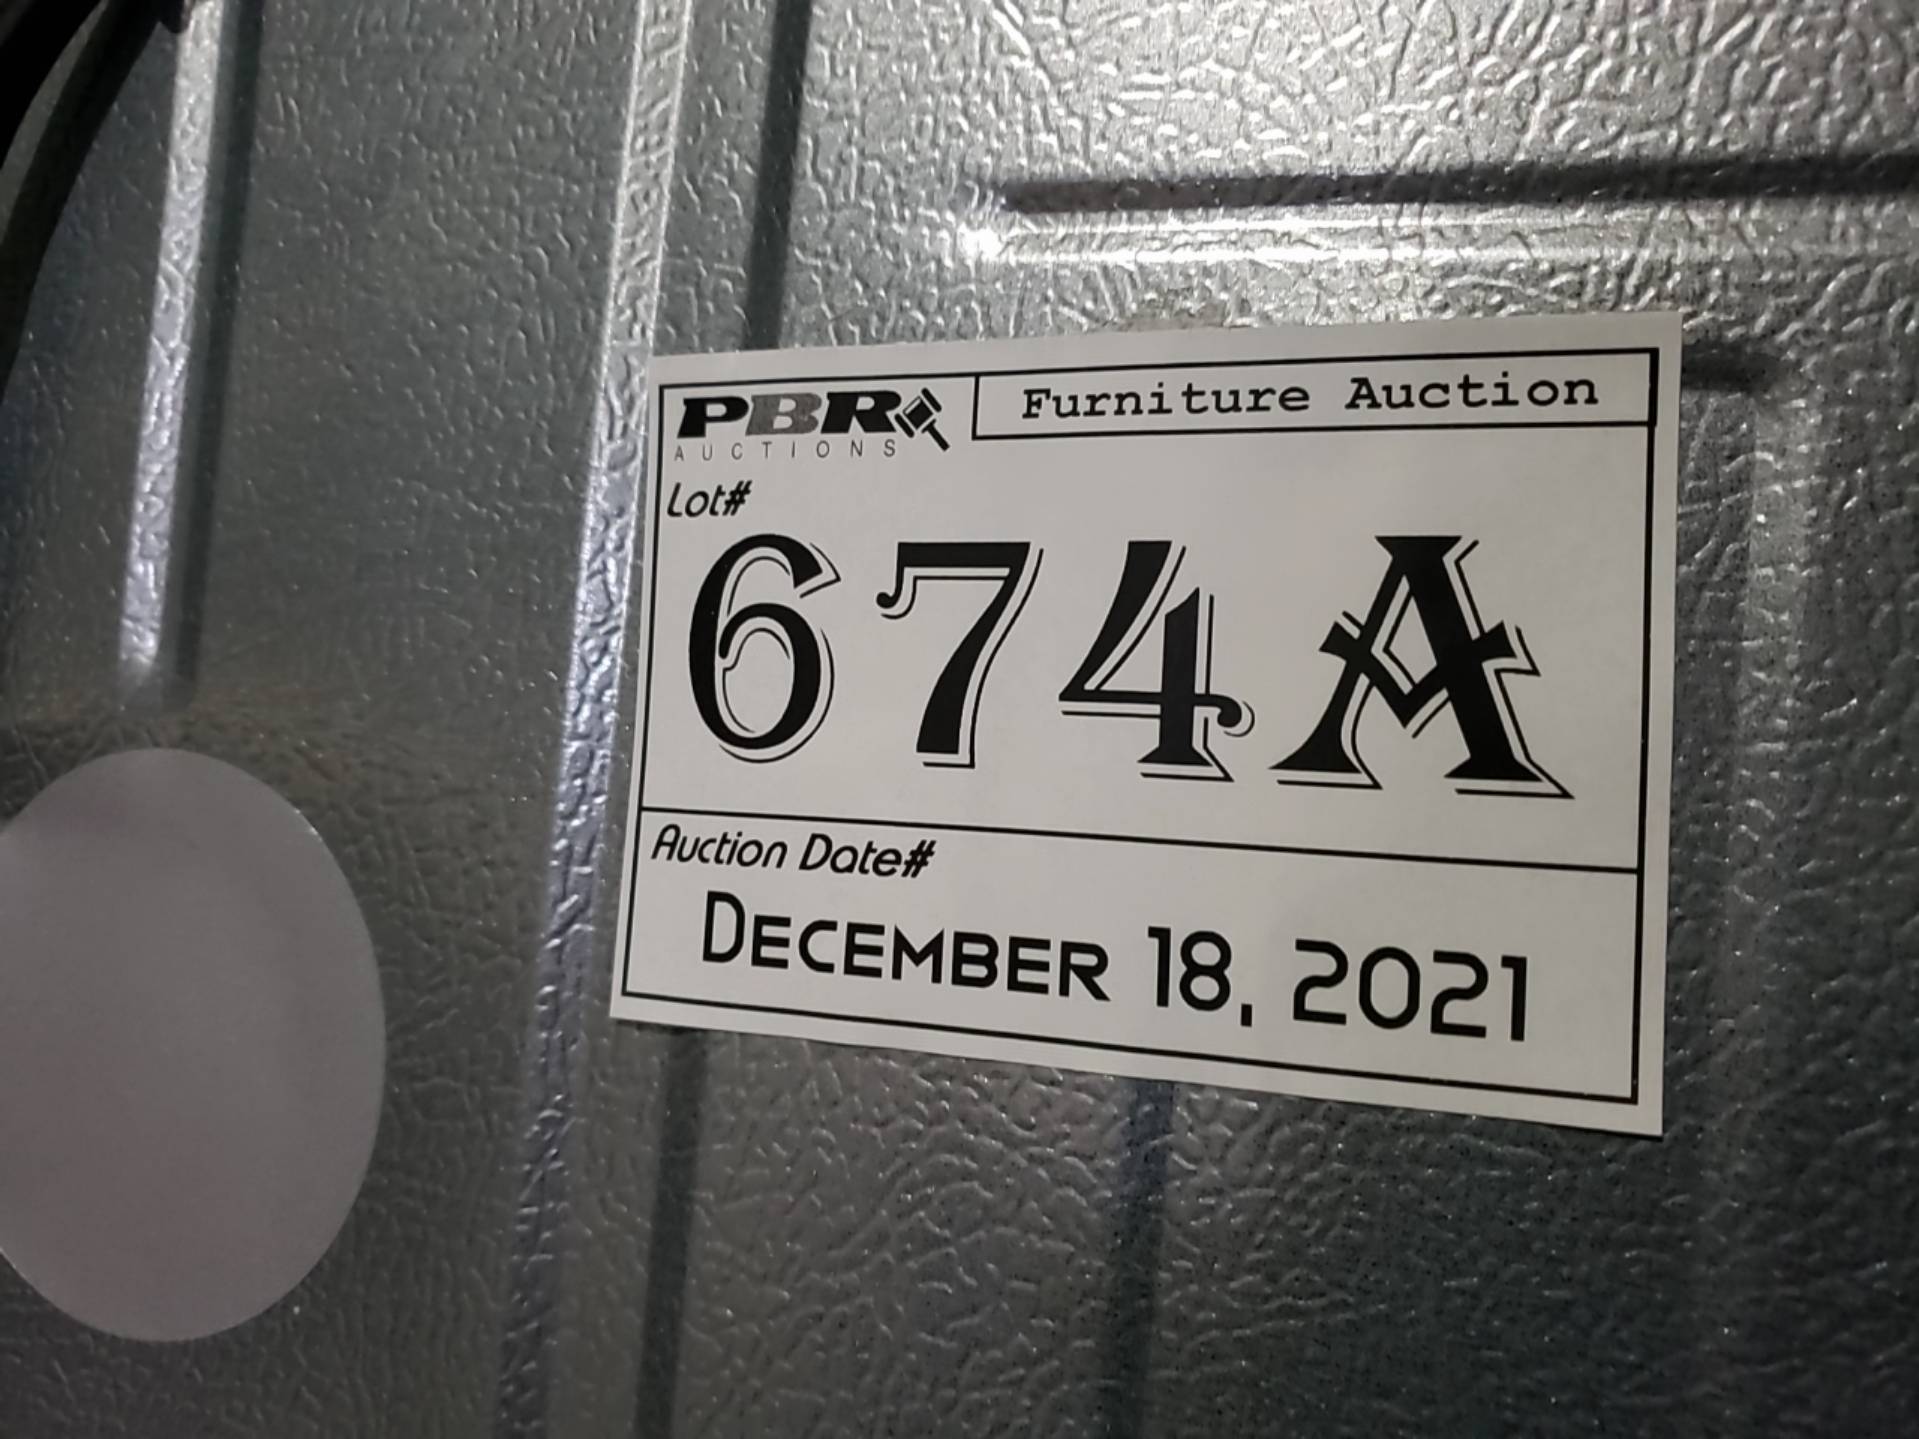 PBR
AUCTIONS
Furniture Auction
Lot#
674A
Auction Date#
DECEMBER 18, 2021